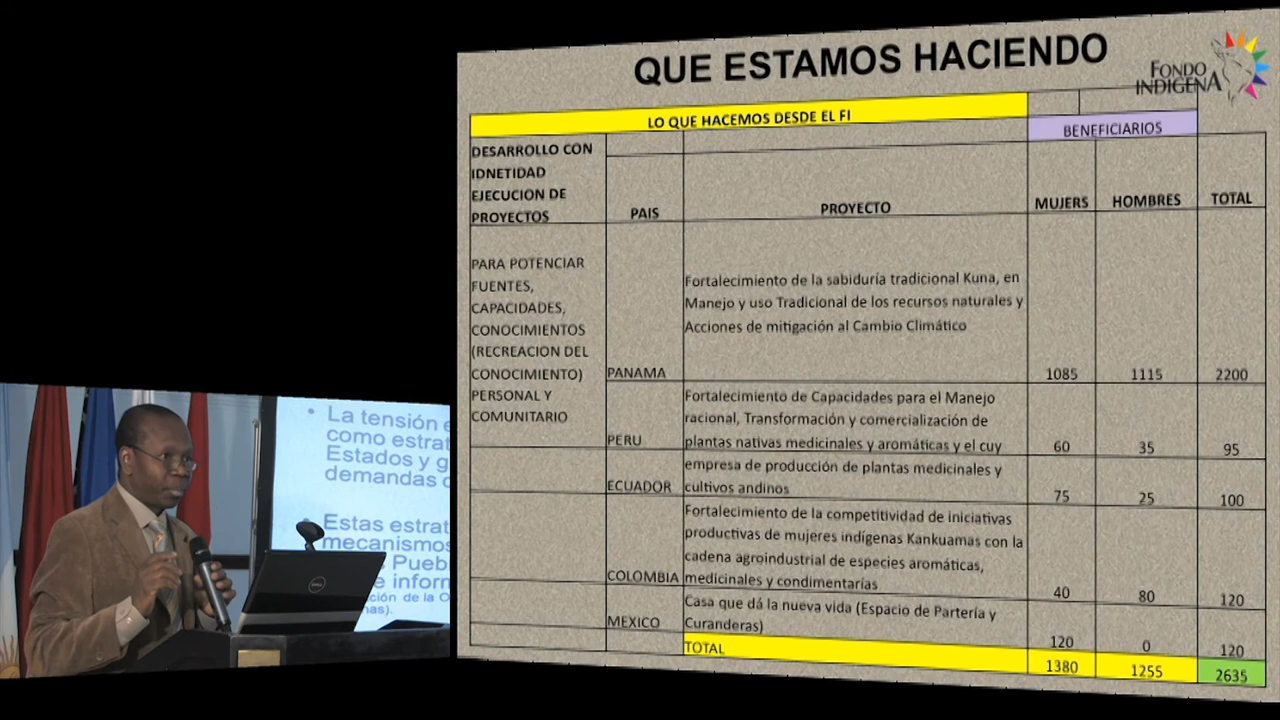 QUE ESTAMOS HACIENDO
FONDO
INDIGENA
LO QUE HACEMOS DESDE EL FI
BENEFICIARIOS
DESARROLLO CON
IDNETIDAD
EJECUCION DE
PROYECTOS
PAIS
PROYECTO
MUJERS
HOMBRES
TOTAL
PARA POTENCIAR
FUENTES,
CAPACIDADES,
CONOCIMIENTOS
(RECREACION DEL
CONOCIMIENTO)
PERSONAL Y
COMUNITARIO
PANAMA
Fortalecimiento de la sabiduría tradicional Kuna, en
Manejo y uso Tradicional de los recursos naturales y
Acciones de mitigación al Cambio Climático
1085
1115
2200
PERU
Fortalecimiento de Capacidades para el Manejo
racional, Transformación y comercialización de
plantas nativas medicinales y aromáticas y el cuy
60
35
95
ECUADOR
empresa de producción de plantas medicinales y
cultivos andinos
75
25
100
COLOMBIA
Fortalecimiento de la competitividad de iniciativas
productivas de mujeres indígenas Kankuamas con la
cadena agroindustrial de especies aromáticas,
medicinales y condimentarías
40
80
120
MEXICO
Casa que dá la nueva vida (Espacio de Partería y
Curanderas)
120
0
120
TOTAL
1380
1255
2635
• La tensión
como estrat
Estados y g
demandas
Estas estrat
mecanismos
Pueb
e inform
ción de la O
nas).
DELL